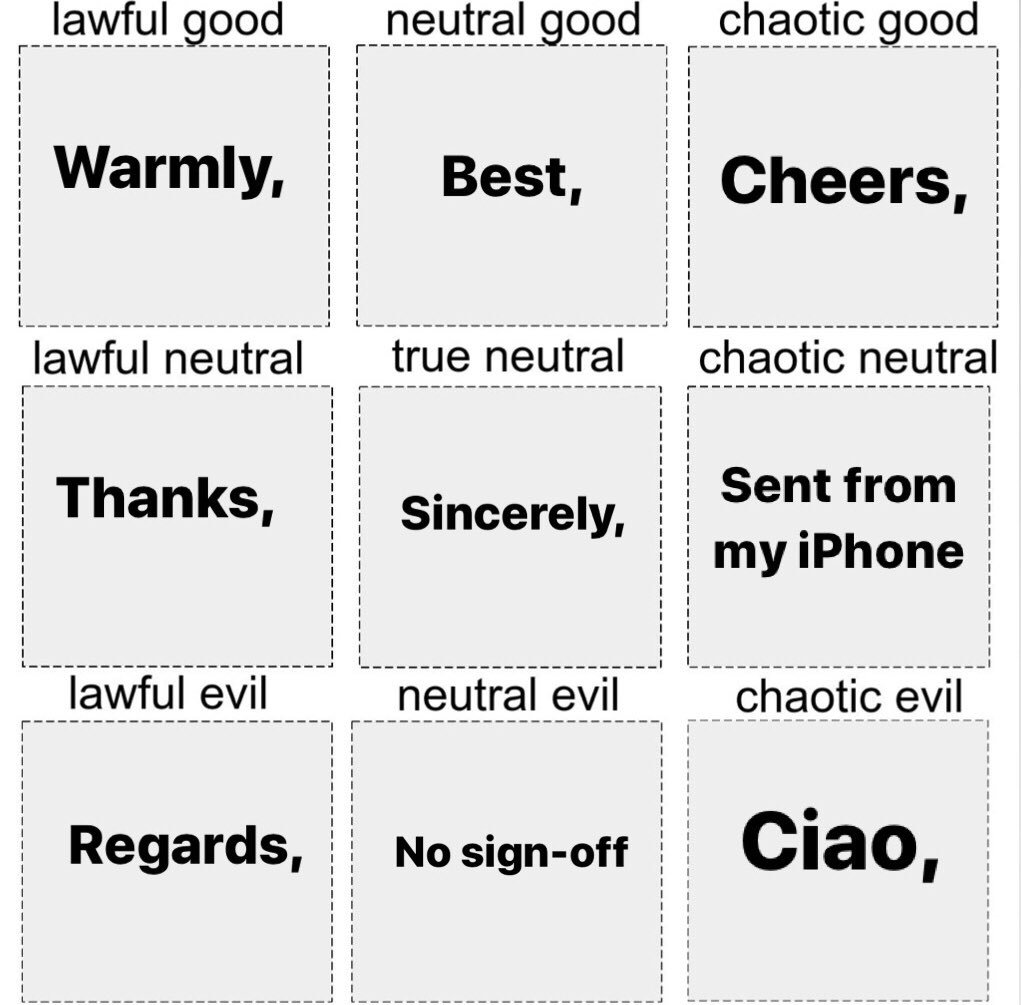 lawful good
neutral good
chaotic good
Warmly,
Best,
Cheers,
lawful neutral
true neutral
chaotic neutral
Thanks,
Sincerely,
Sent from
my iPhone
lawful evil
neutral evil
chaotic evil
Regards,
No sign-off
Ciao,